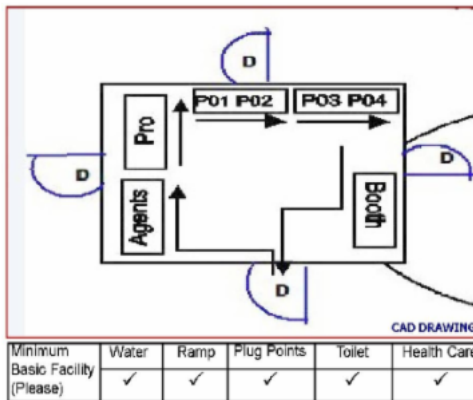 D
P01 P02 P03 P04
Pro
D
D
Agents
Booth
D
CAD DRAWING
Minimum Basic Facility (Please)
Water Ramp Plug Points Toilet Health Care
✓ ✓ ✓ ✓ ✓